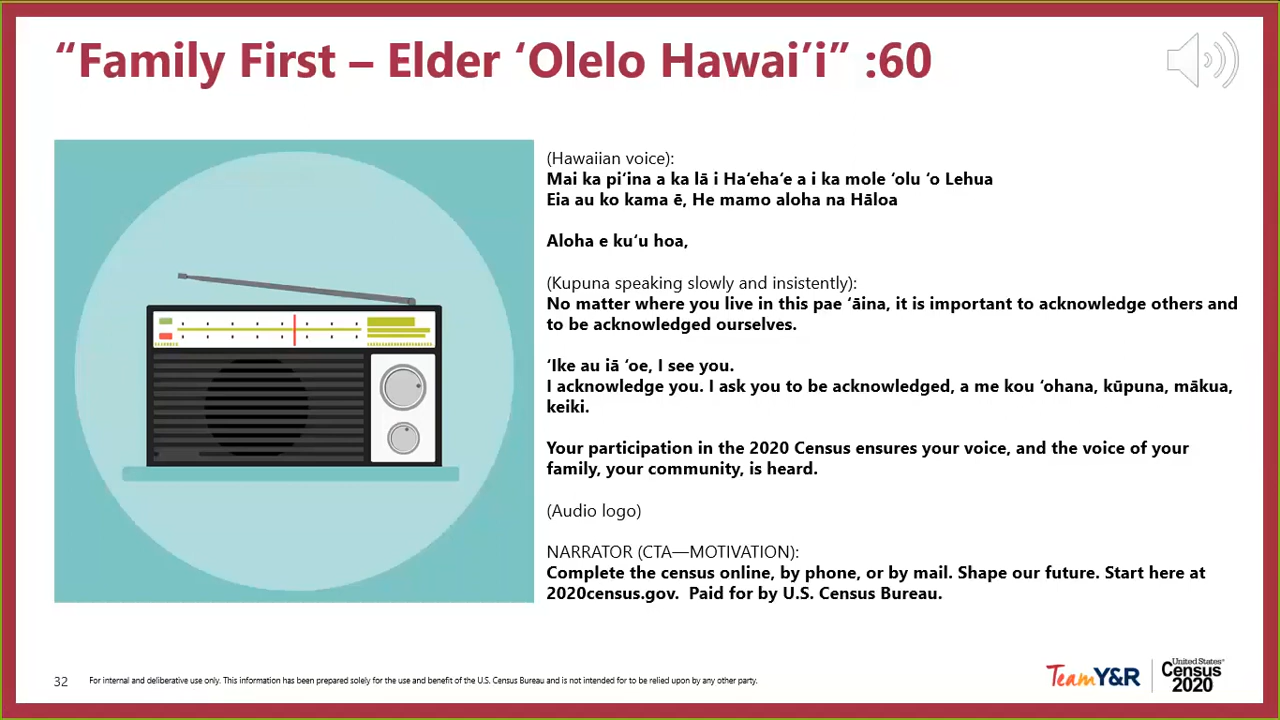 “Family First – Elder ‘Olelo Hawai’i” :60
(Hawaiian voice):
Mai ka pi‘ina a ka lā i Ha‘eha‘e a i ka mole ‘olu ‘o Lehua
Eia au ko kama ē, He mamo aloha na Hāloa
Aloha e ku‘u hoa,
(Kupuna speaking slowly and insistently):
No matter where you live in this pae ‘āina, it is important to acknowledge others and
to be acknowledged ourselves.
‘Ike au iā ‘oe, I see you.
I acknowledge you. I ask you to be acknowledged, a me kou ‘ohana, kūpuna, mākua,
keiki.
Your participation in the 2020 Census ensures your voice, and the voice of your
family, your community, is heard.
(Audio logo)
NARRATOR (CTA—MOTIVATION):
Complete the census online, by phone, or by mail. Shape our future. Start here at
2020census.gov.  Paid for by U.S. Census Bureau.
32
For internal and deliberative use only. This information has been prepared solely for the use and benefit of the U.S. Census Bureau and is not intended for to be relied upon by any other party.
TeamY&R
United States®
Census
2020